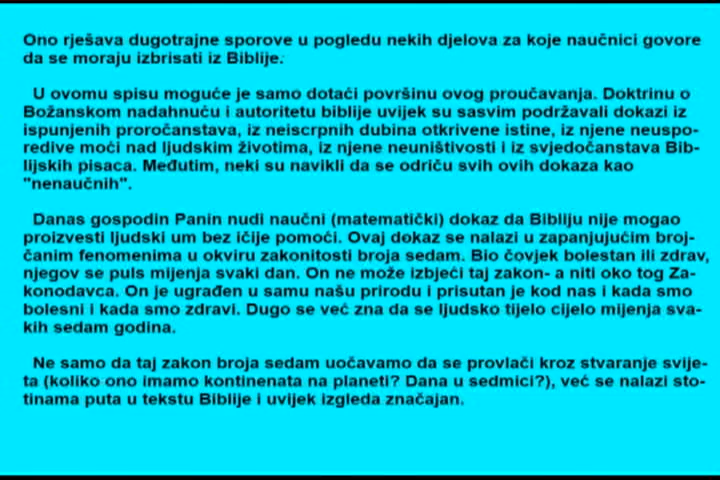 Ono rješava dugotrajne sporove u pogledu nekih djelova za koje naučnici govore
da se moraju izbrisati iz Biblije.
U ovomu spisu moguće je samo dotaći površinu ovog proučavanja. Doktrinu o
Božanskom nadahnuću i autoritetu biblije uvijek su sasvim podržavali dokazi iz
ispunjenih proročanstava, iz neiscrpnih dubina otkrivene istine, iz njene neuspo-
redive moći nad ljudskim životima, iz njene neuništivosti i iz svjedočanstava Bib-
lijskih pisaca. Međutim, neki su navikli da se odriču svih ovih dokaza kao
"nenaučnih".
Danas gospodin Panin nudi naučni (matematički) dokaz da Bibliju nije mogao
proizvesti ljudski um bez ičije pomoći. Ovaj dokaz se nalazi u zapanjujućim broj-
čanim fenomenima u okviru zakonitosti broja sedam. Bio čovjek bolestan ili zdrav,
njegov se puls mijenja svaki dan. On ne može izbjeći taj zakon- a niti oko tog Za-
konodavca. On je ugrađen u samu našu prirodu i prisutan je kod nas i kada smo
bolesni i kada smo zdravi. Dugo se već zna da se ljudsko tijelo cijelo mijenja sva-
kih sedam godina.
Ne samo da taj zakon broja sedam uočavamo da se provlači kroz stvaranje svije-
ta (koliko ono imamo kontinenata na planeti? Dana u sedmici?), već se nalazi sto-
tinama puta u tekstu Biblije i uvijek izgleda značajan.